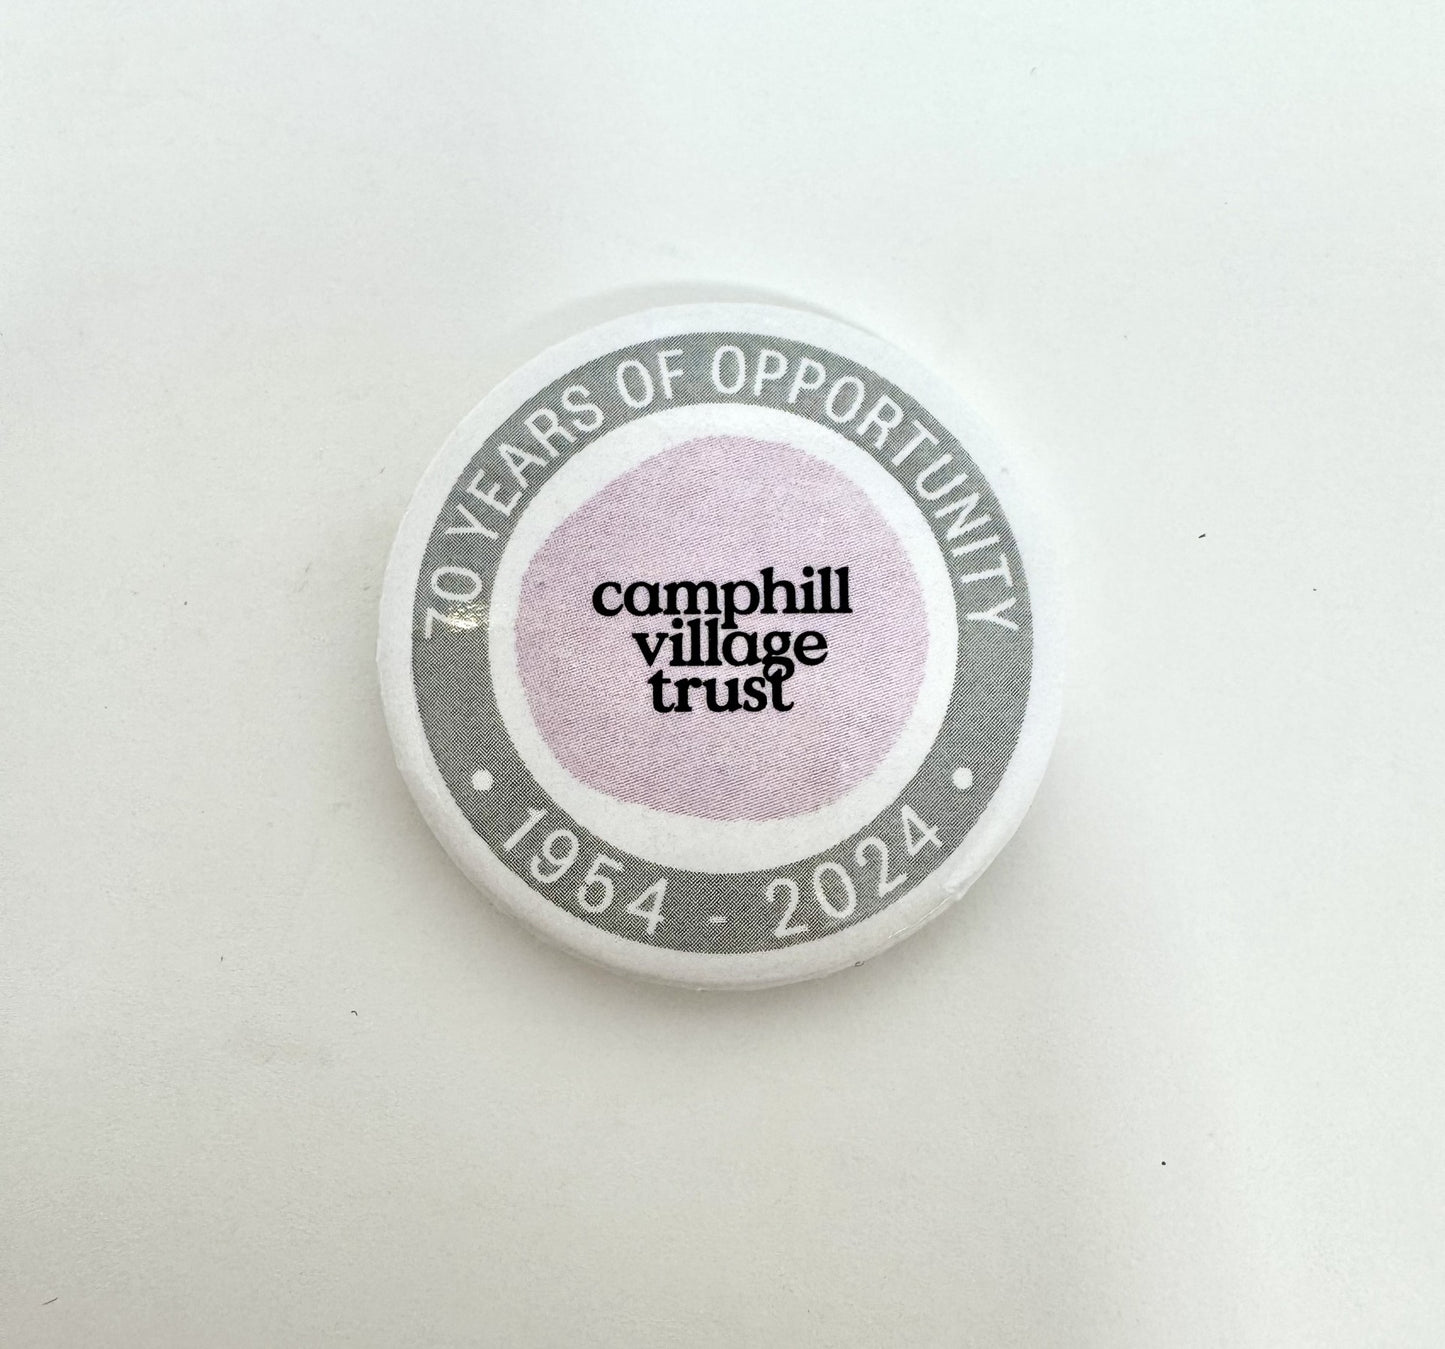 70 YEARS OF OPPORTUNITY
camphill
village
trust
• 1954 - 2024 •